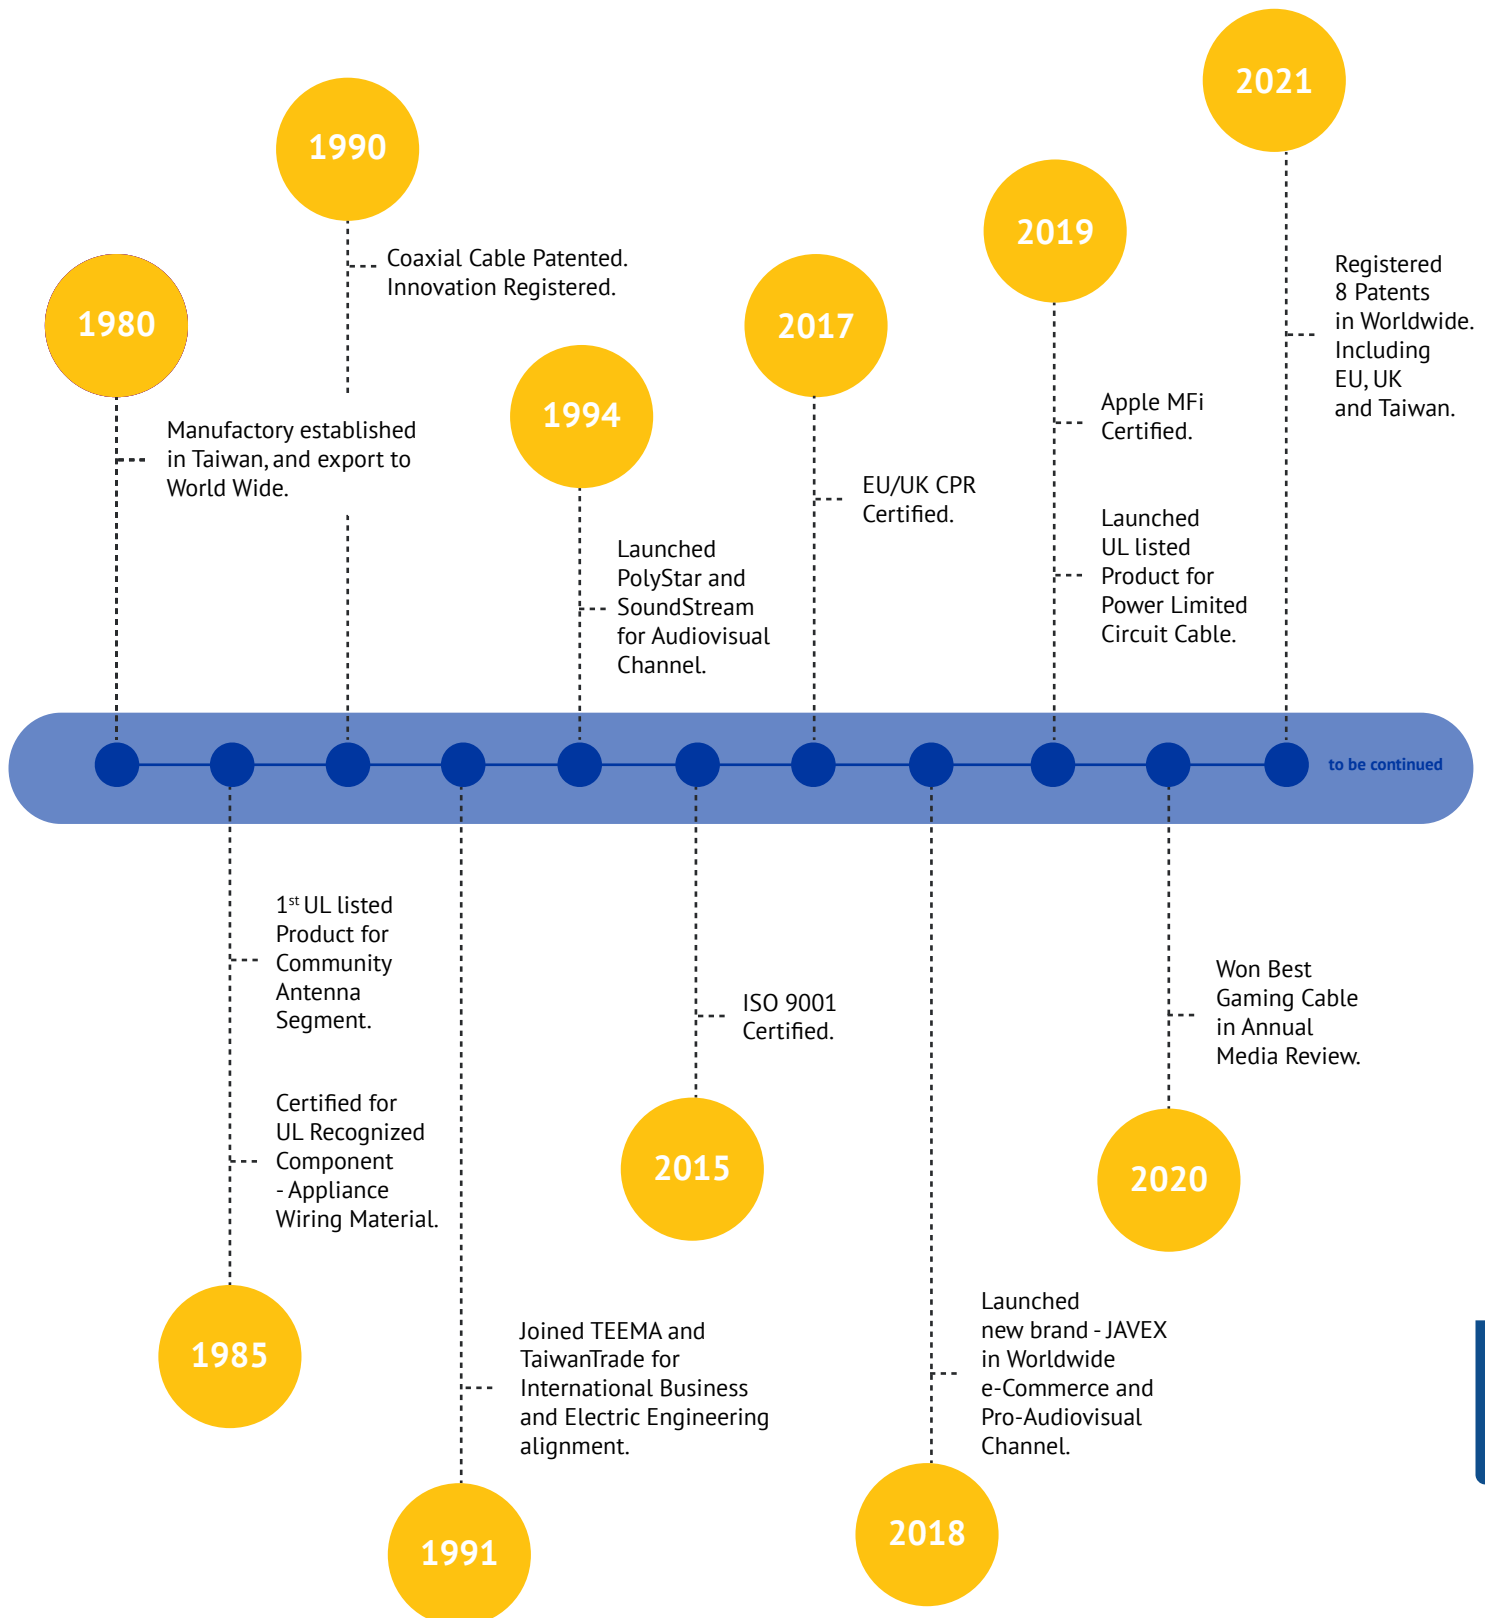 1980
Manufactory established
in Taiwan, and export to
World Wide.
1990
Coaxial Cable Patented.
Innovation Registered.
1994
Launched
PolyStar and
SoundStream
for Audiovisual
Channel.
2017
EU/UK CPR
Certified.
2019
Apple MFi
Certified.
Launched
UL listed
Product for
Power Limited
Circuit Cable.
2021
Registered
8 Patents
in Worldwide.
Including
EU, UK
and Taiwan.
to be continued
1st UL listed
Product for
Community
Antenna
Segment.
Certified for
UL Recognized
Component
- Appliance
Wiring Material.
1985
Joined TEEMA and
TaiwanTrade for
International Business
and Electric Engineering
alignment.
1991
ISO 9001
Certified.
2015
Launched
new brand - JAVEX
in Worldwide
e-Commerce and
Pro-Audiovisual
Channel.
2018
Won Best
Gaming Cable
in Annual
Media Review.
2020